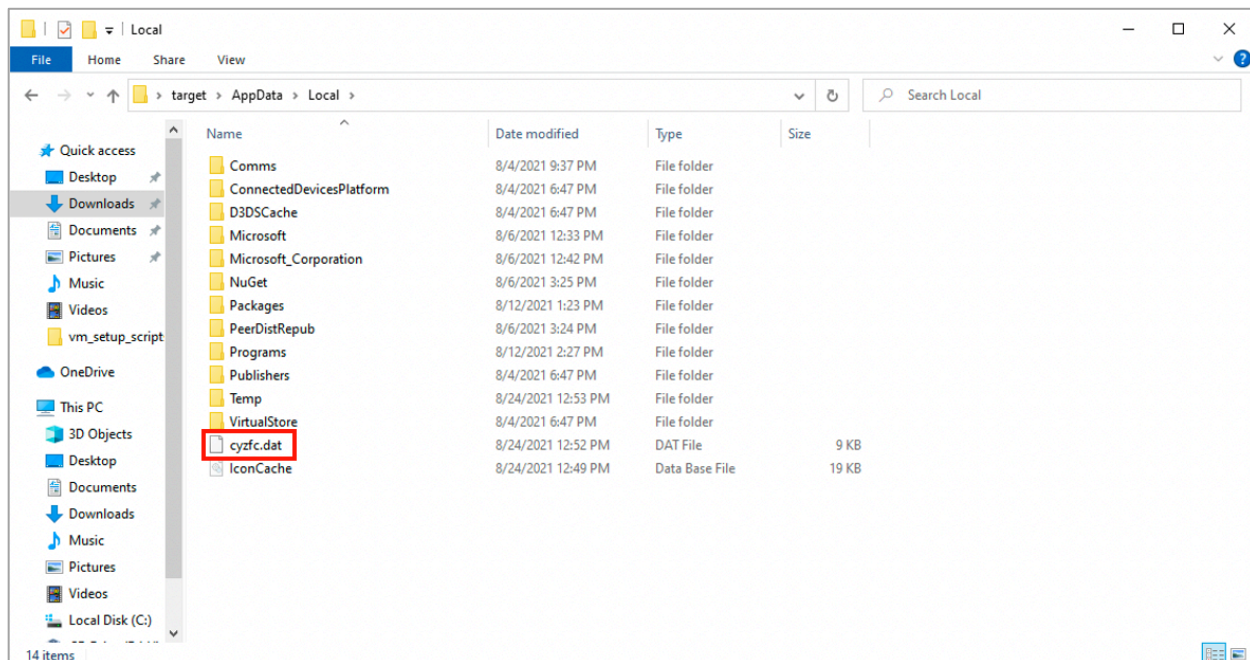 Local
File Home Share View
target > AppData > Local >
Search Local
Name Date modified Type Size
Quick access
Desktop
Downloads
Documents
Pictures
Music
Videos
vm_setup_script
OneDrive
This PC
3D Objects
Desktop
Documents
Downloads
Music
Pictures
Videos
Local Disk (C:)
Comms 8/4/2021 9:37 PM File folder
ConnectedDevicesPlatform 8/4/2021 6:47 PM File folder
D3DSCache 8/4/2021 6:47 PM File folder
Microsoft 8/6/2021 12:33 PM File folder
Microsoft_Corporation 8/6/2021 12:42 PM File folder
NuGet 8/6/2021 3:25 PM File folder
Packages 8/12/2021 1:23 PM File folder
PeerDistRepub 8/6/2021 3:24 PM File folder
Programs 8/12/2021 2:27 PM File folder
Publishers 8/4/2021 6:47 PM File folder
Temp 8/24/2021 12:53 PM File folder
VirtualStore 8/4/2021 6:47 PM File folder
cyzfc.dat 8/24/2021 12:52 PM DAT File 9 KB
IconCache 8/24/2021 12:49 PM Data Base File 19 KB
14 items